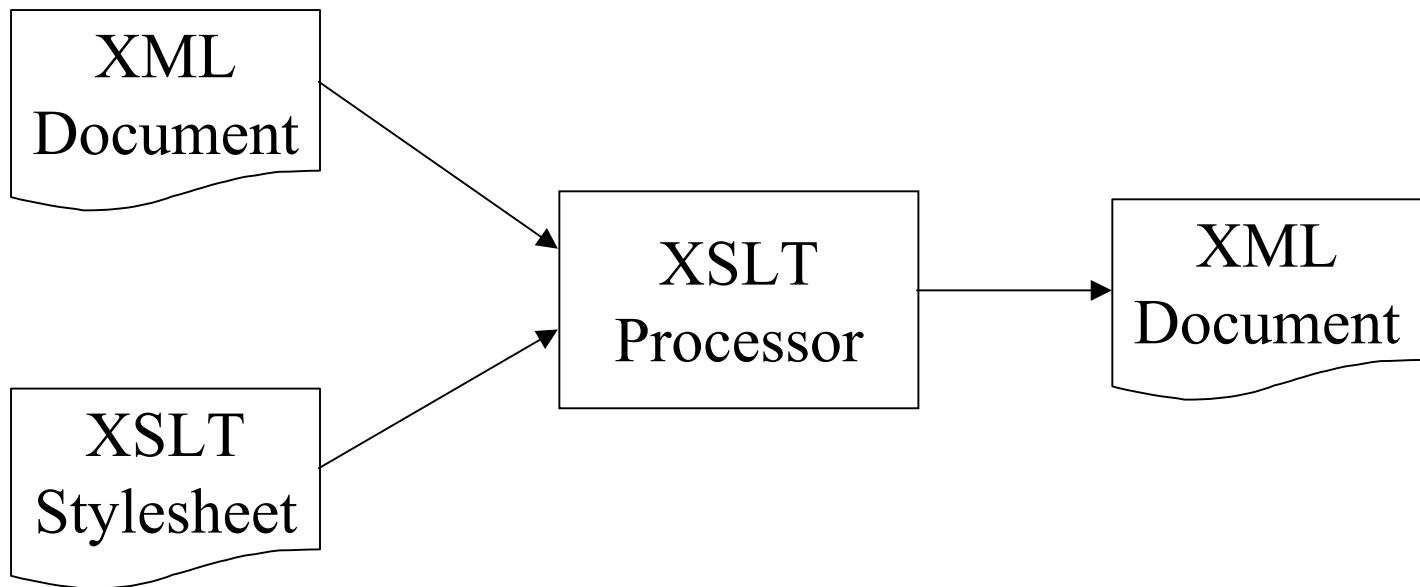 XML
Document
XSLT
Stylesheet
XSLT
Processor
XML
Document